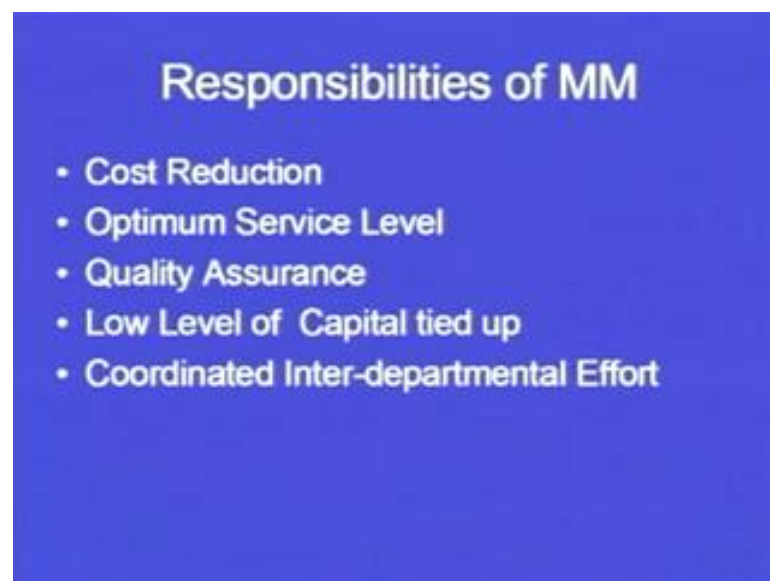 Responsibilities of MM
• Cost Reduction
• Optimum Service Level
• Quality Assurance
• Low Level of Capital tied up
• Coordinated Inter-departmental Effort